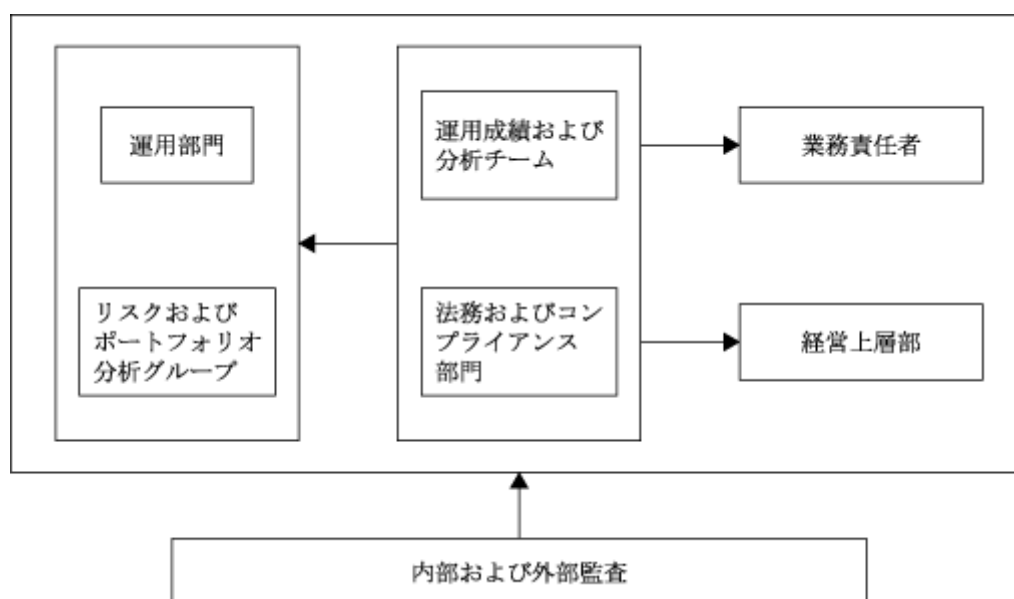 運用部門
リスクおよび
ポートフォリオ
分析グループ
運用成績および
分析チーム
法務およびコン
プライアンス
部門
業務責任者
経営上層部
内部および外部監査